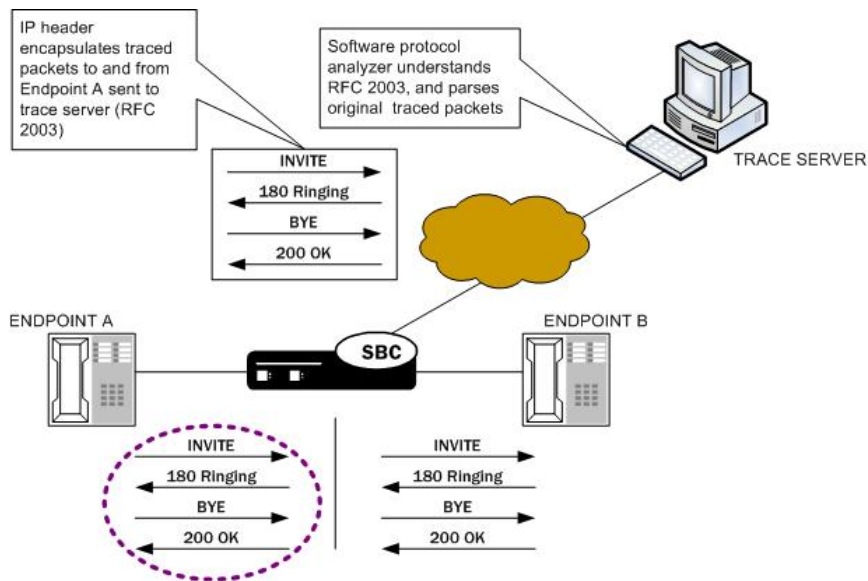 IP header
encapsulates traced
packets to and from
Endpoint A sent to
trace server (RFC
2003)
Software protocol
analyzer understands
RFC 2003, and parses
original traced packets
TRACE SERVER
INVITE
180 Ringing
BYE
200 OK
ENDPOINT A
SBC
ENDPOINT B
INVITE
180 Ringing
BYE
200 OK
INVITE
180 Ringing
BYE
200 OK